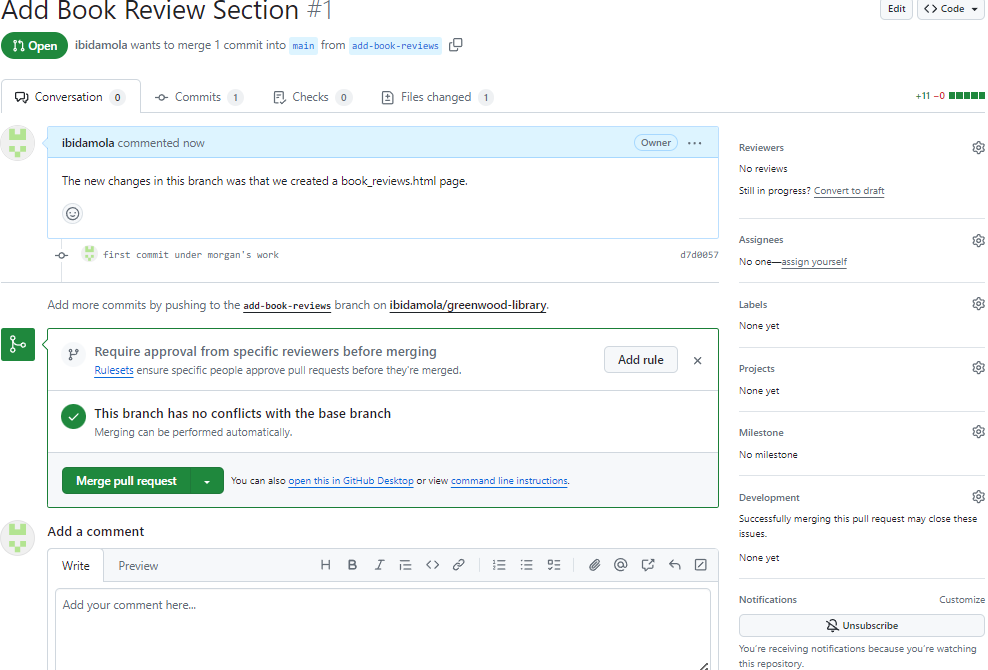 Add Book Review Section #1
Edit
<> Code
Open
ibidamola wants to merge 1 commit into main from add-book-reviews
Conversation 0
Commits 1
Checks 0
Files changed 1
+11 −0
ibidamola commented now
Owner
The new changes in this branch was that we created a book_reviews.html page.
first commit under morgan's work
d7d0057
Add more commits by pushing to the add-book-reviews branch on ibidamola/greenwood-library.
Require approval from specific reviewers before merging
Rulesets ensure specific people approve pull requests before they're merged.
Add rule
This branch has no conflicts with the base branch
Merging can be performed automatically.
Merge pull request
You can also open this in GitHub Desktop or view command line instructions.
Add a comment
Write
Preview
Add your comment here...
Reviewers
No reviews
Still in progress? Convert to draft
Assignees
No one—assign yourself
Labels
None yet
Projects
None yet
Milestone
No milestone
Development
Successfully merging this pull request may close these
issues.
None yet
Notifications
Customize
Unsubscribe
You're receiving notifications because you're watching
this repository.